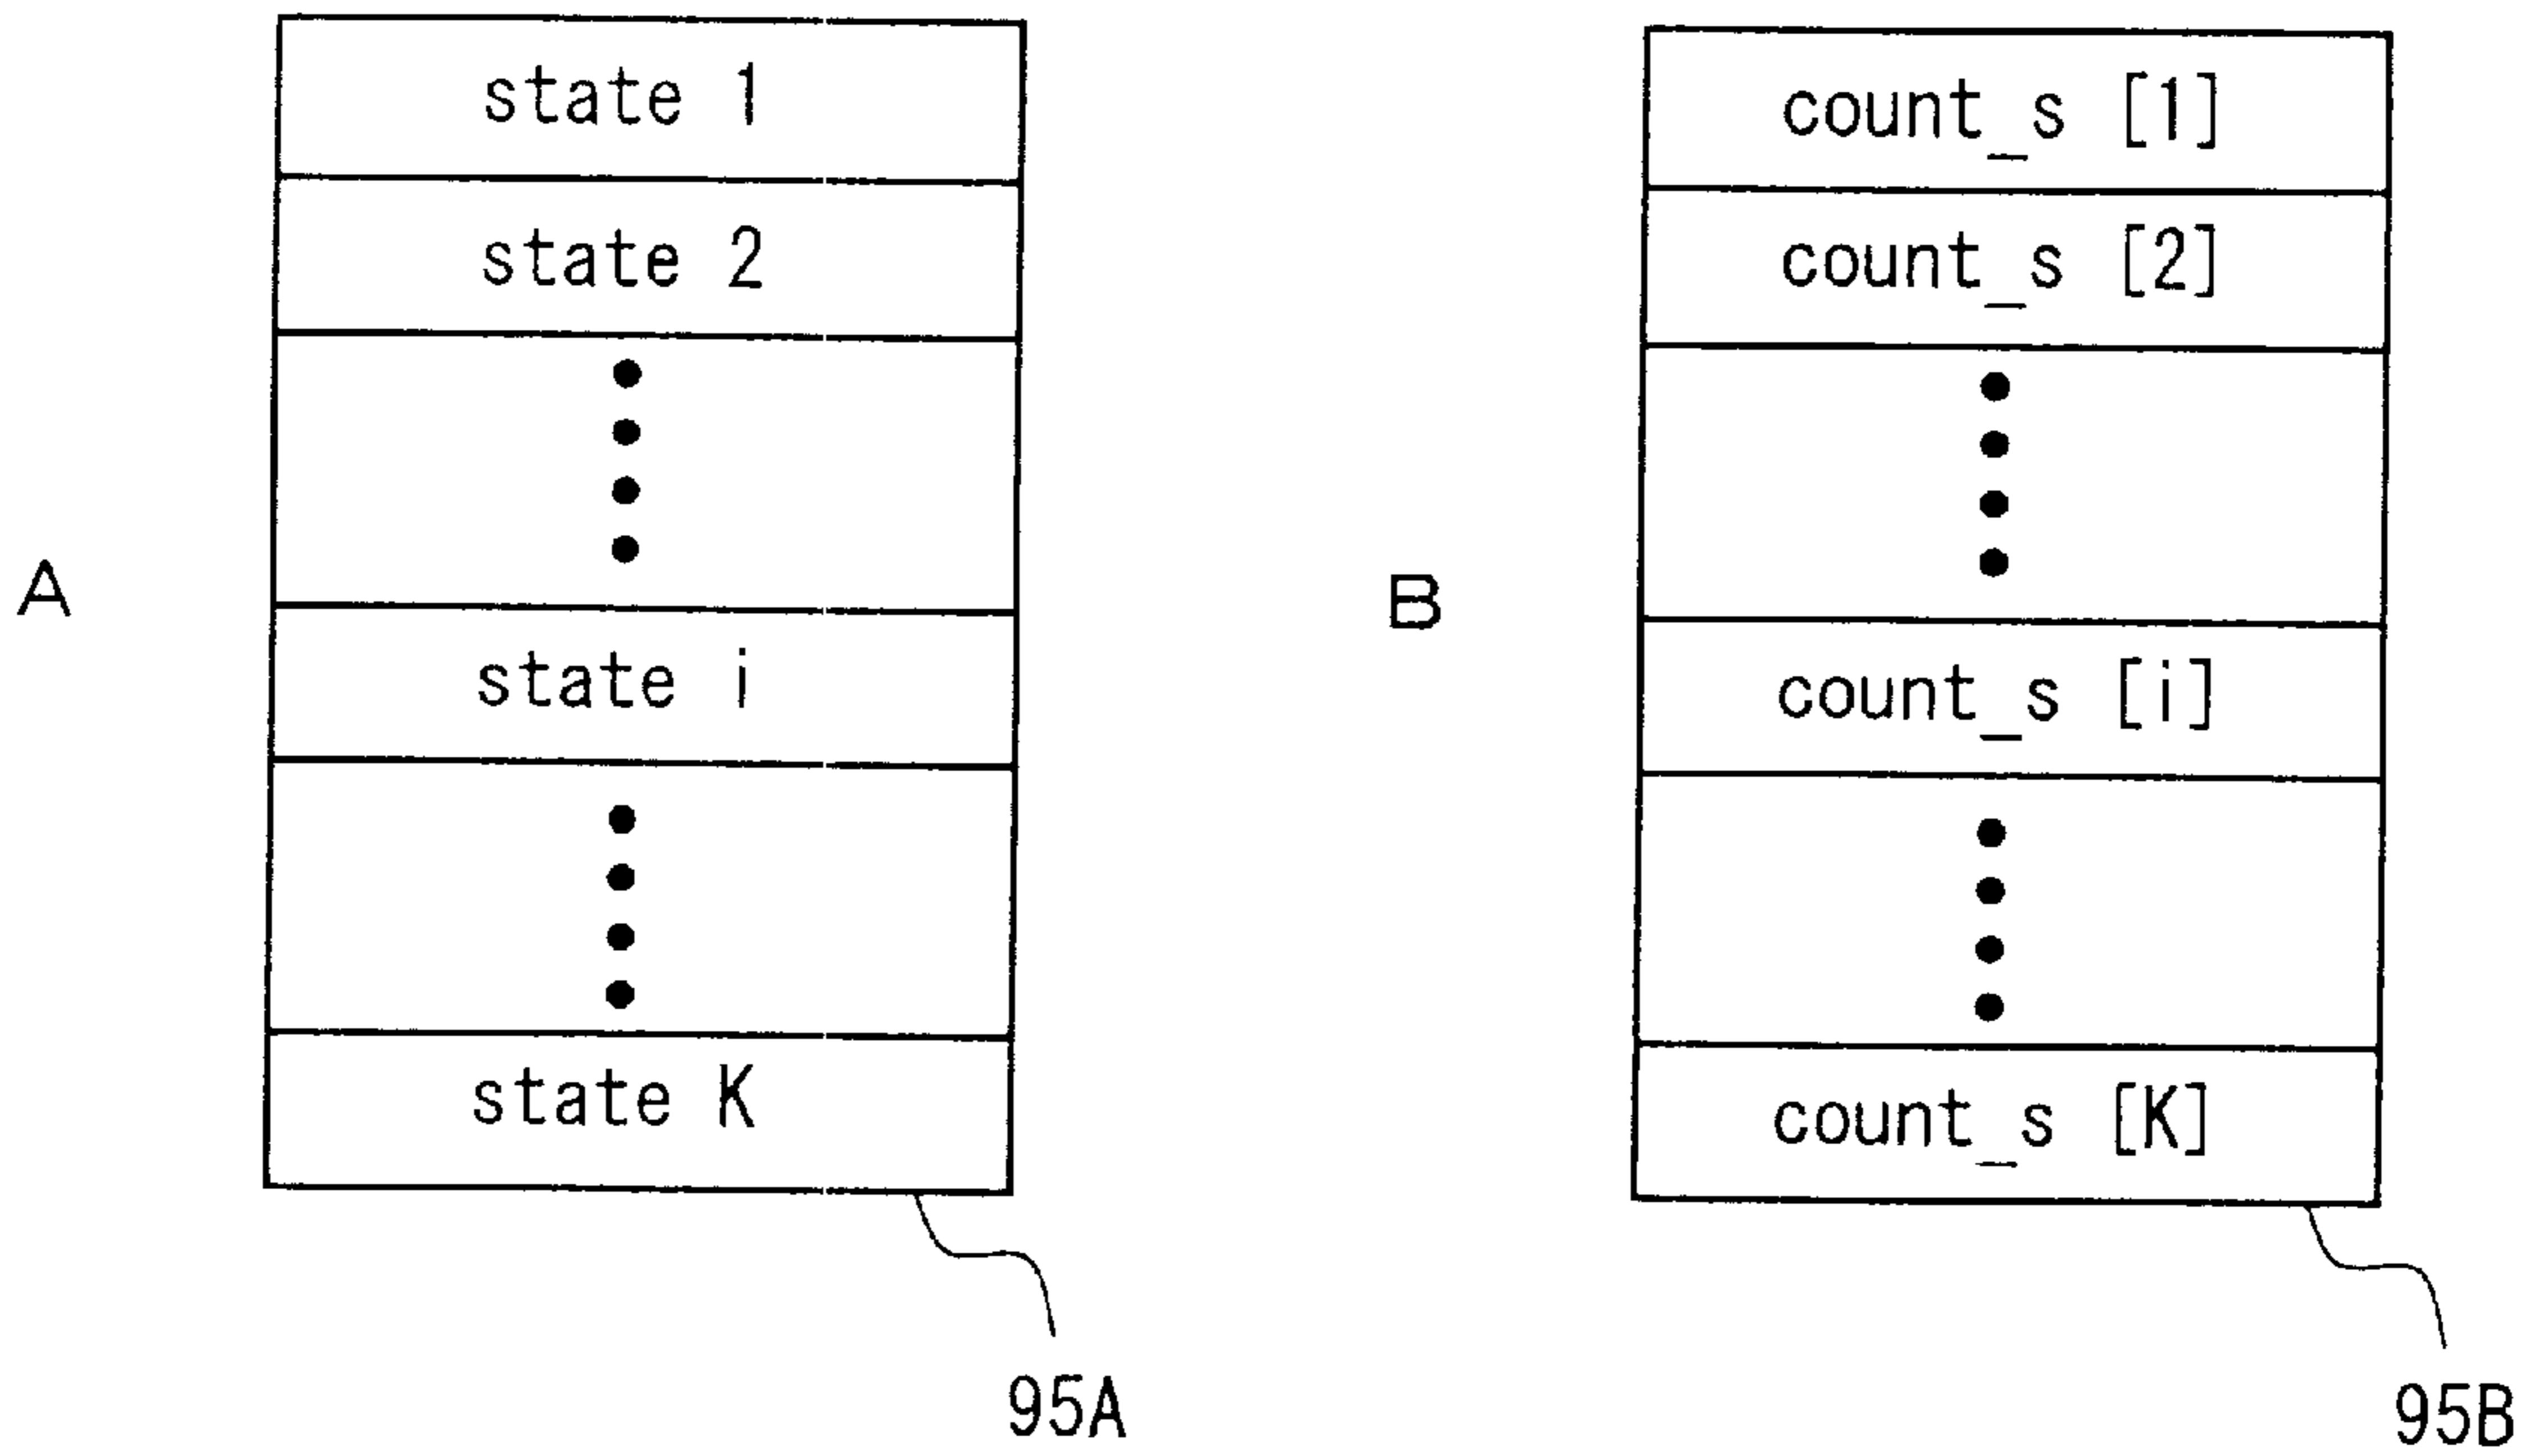 A
state 1
state 2
state i
state K
95A
B
count_s [1]
count_s [2]
count_s [i]
count_s [K]
95B